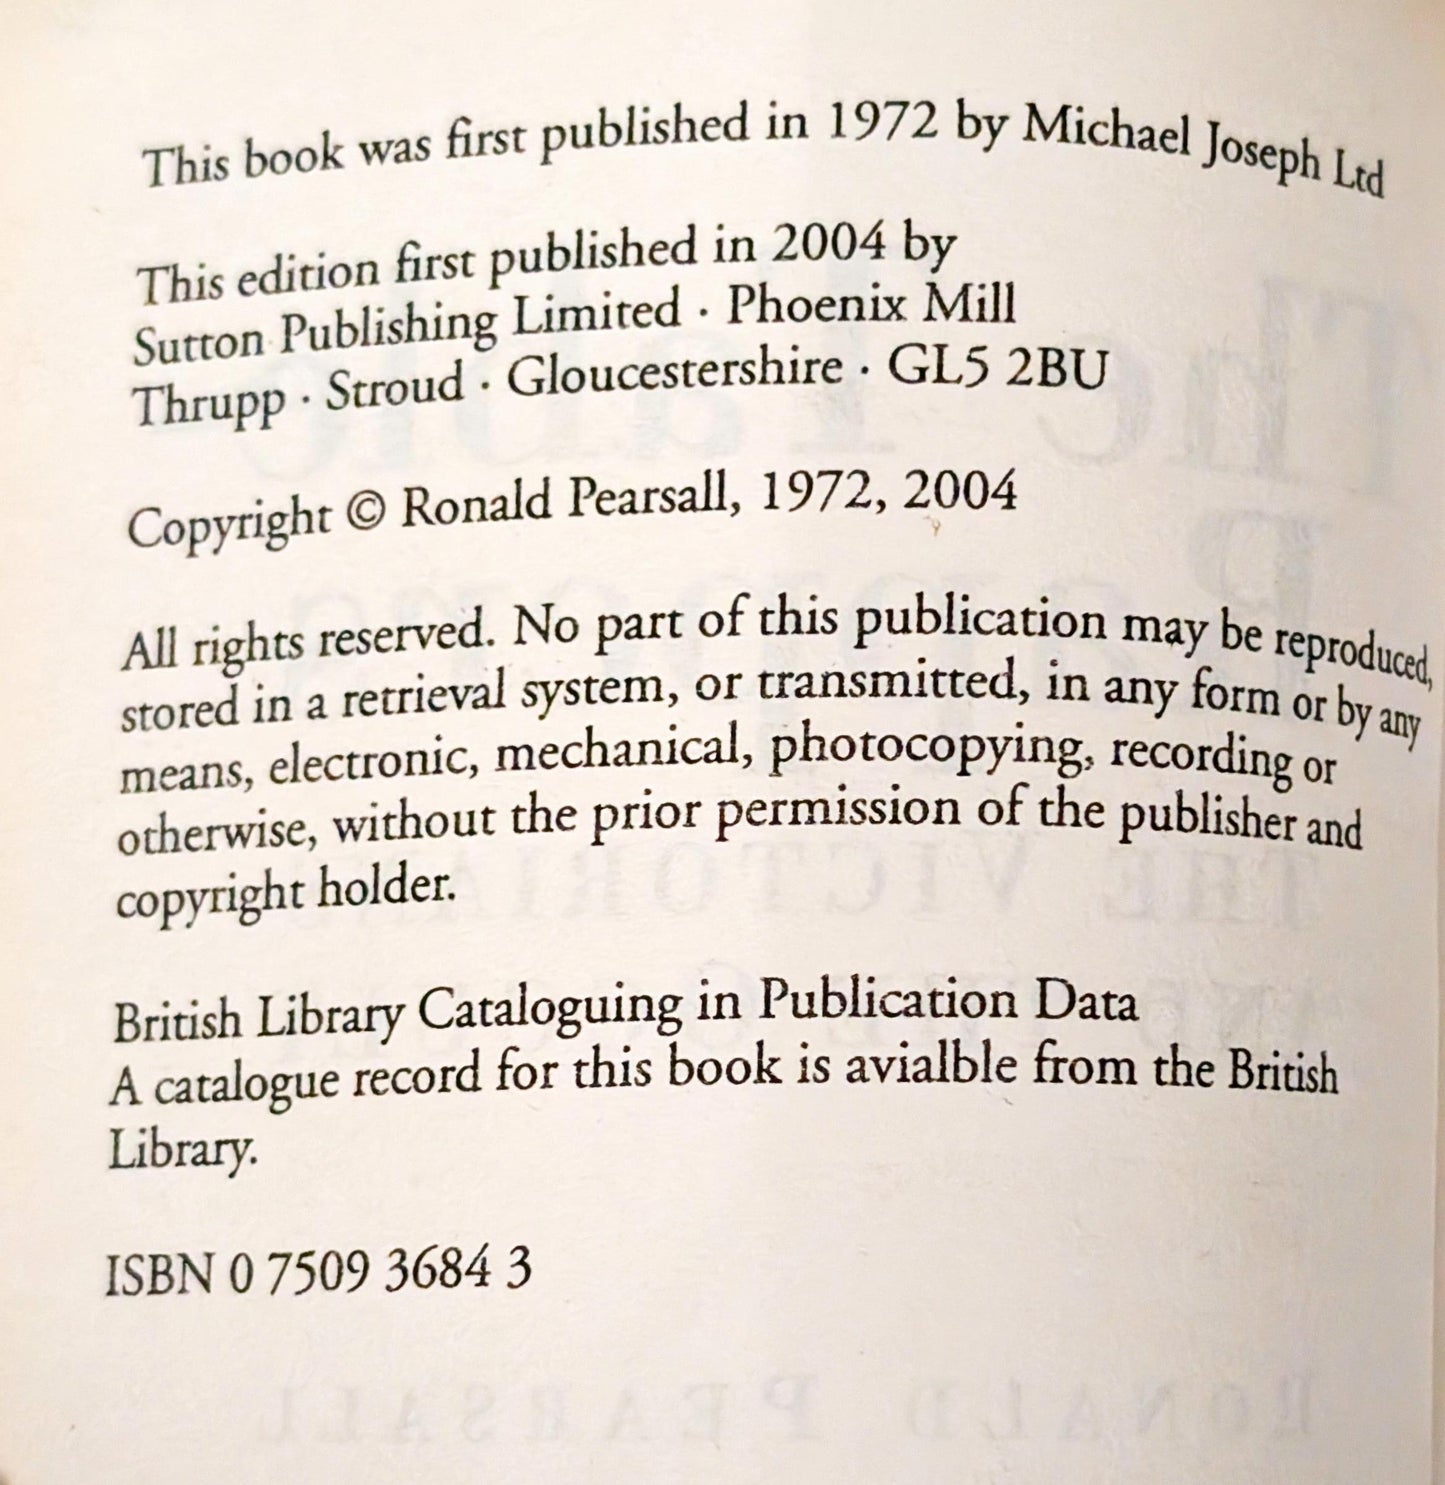 This book was first published in 1972 by Michael Joseph Ltd
This edition first published in 2004 by
Sutton Publishing Limited · Phoenix Mill
Thrupp · Stroud · Gloucestershire · GL5 2BU
Copyright © Ronald Pearsall, 1972, 2004
All rights reserved. No part of this publication may be reproduced,
stored in a retrieval system, or transmitted, in any form or by any
means, electronic, mechanical, photocopying, recording or
otherwise, without the prior permission of the publisher and
copyright holder.
British Library Cataloguing in Publication Data
A catalogue record for this book is avialble from the British
Library.
ISBN 0 7509 3684 3